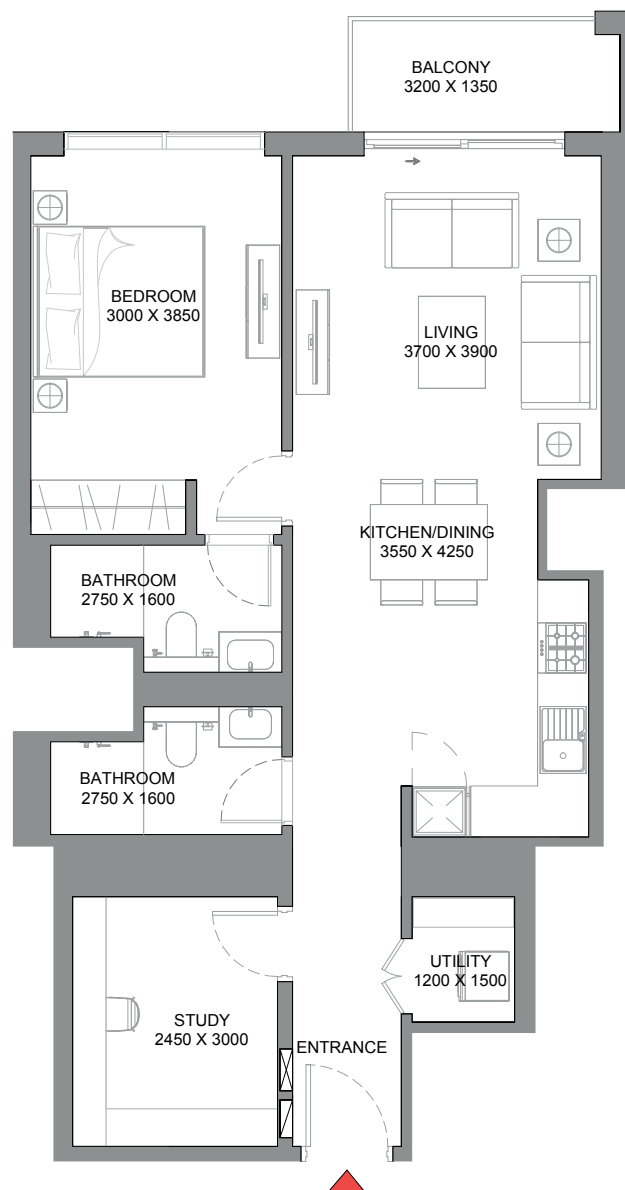 BALCONY
3200 X 1350
BEDROOM
3000 X 3850
LIVING
3700 X 3900
KITCHEN/DINING
3550 X 4250
BATHROOM
2750 X 1600
BATHROOM
2750 X 1600
UTILITY
1200 X 1500
STUDY
2450 X 3000
ENTRANCE